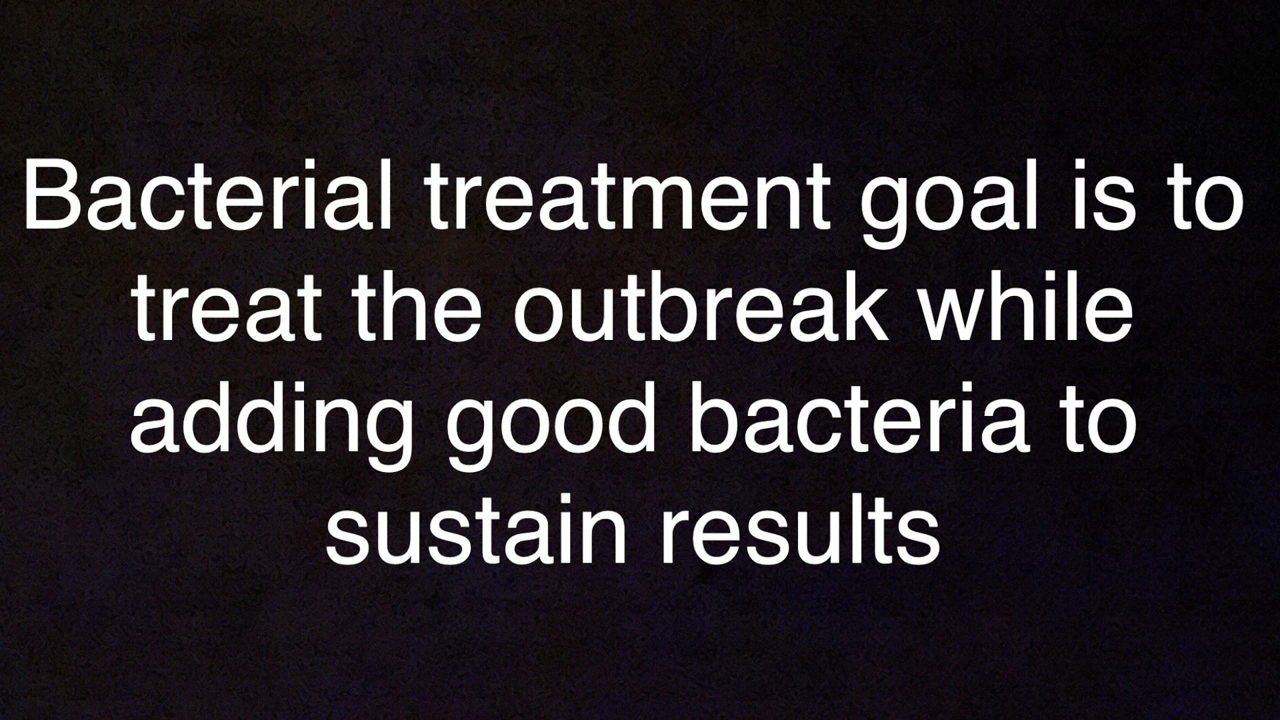 Bacterial treatment goal is to
treat the outbreak while
adding good bacteria to
sustain results